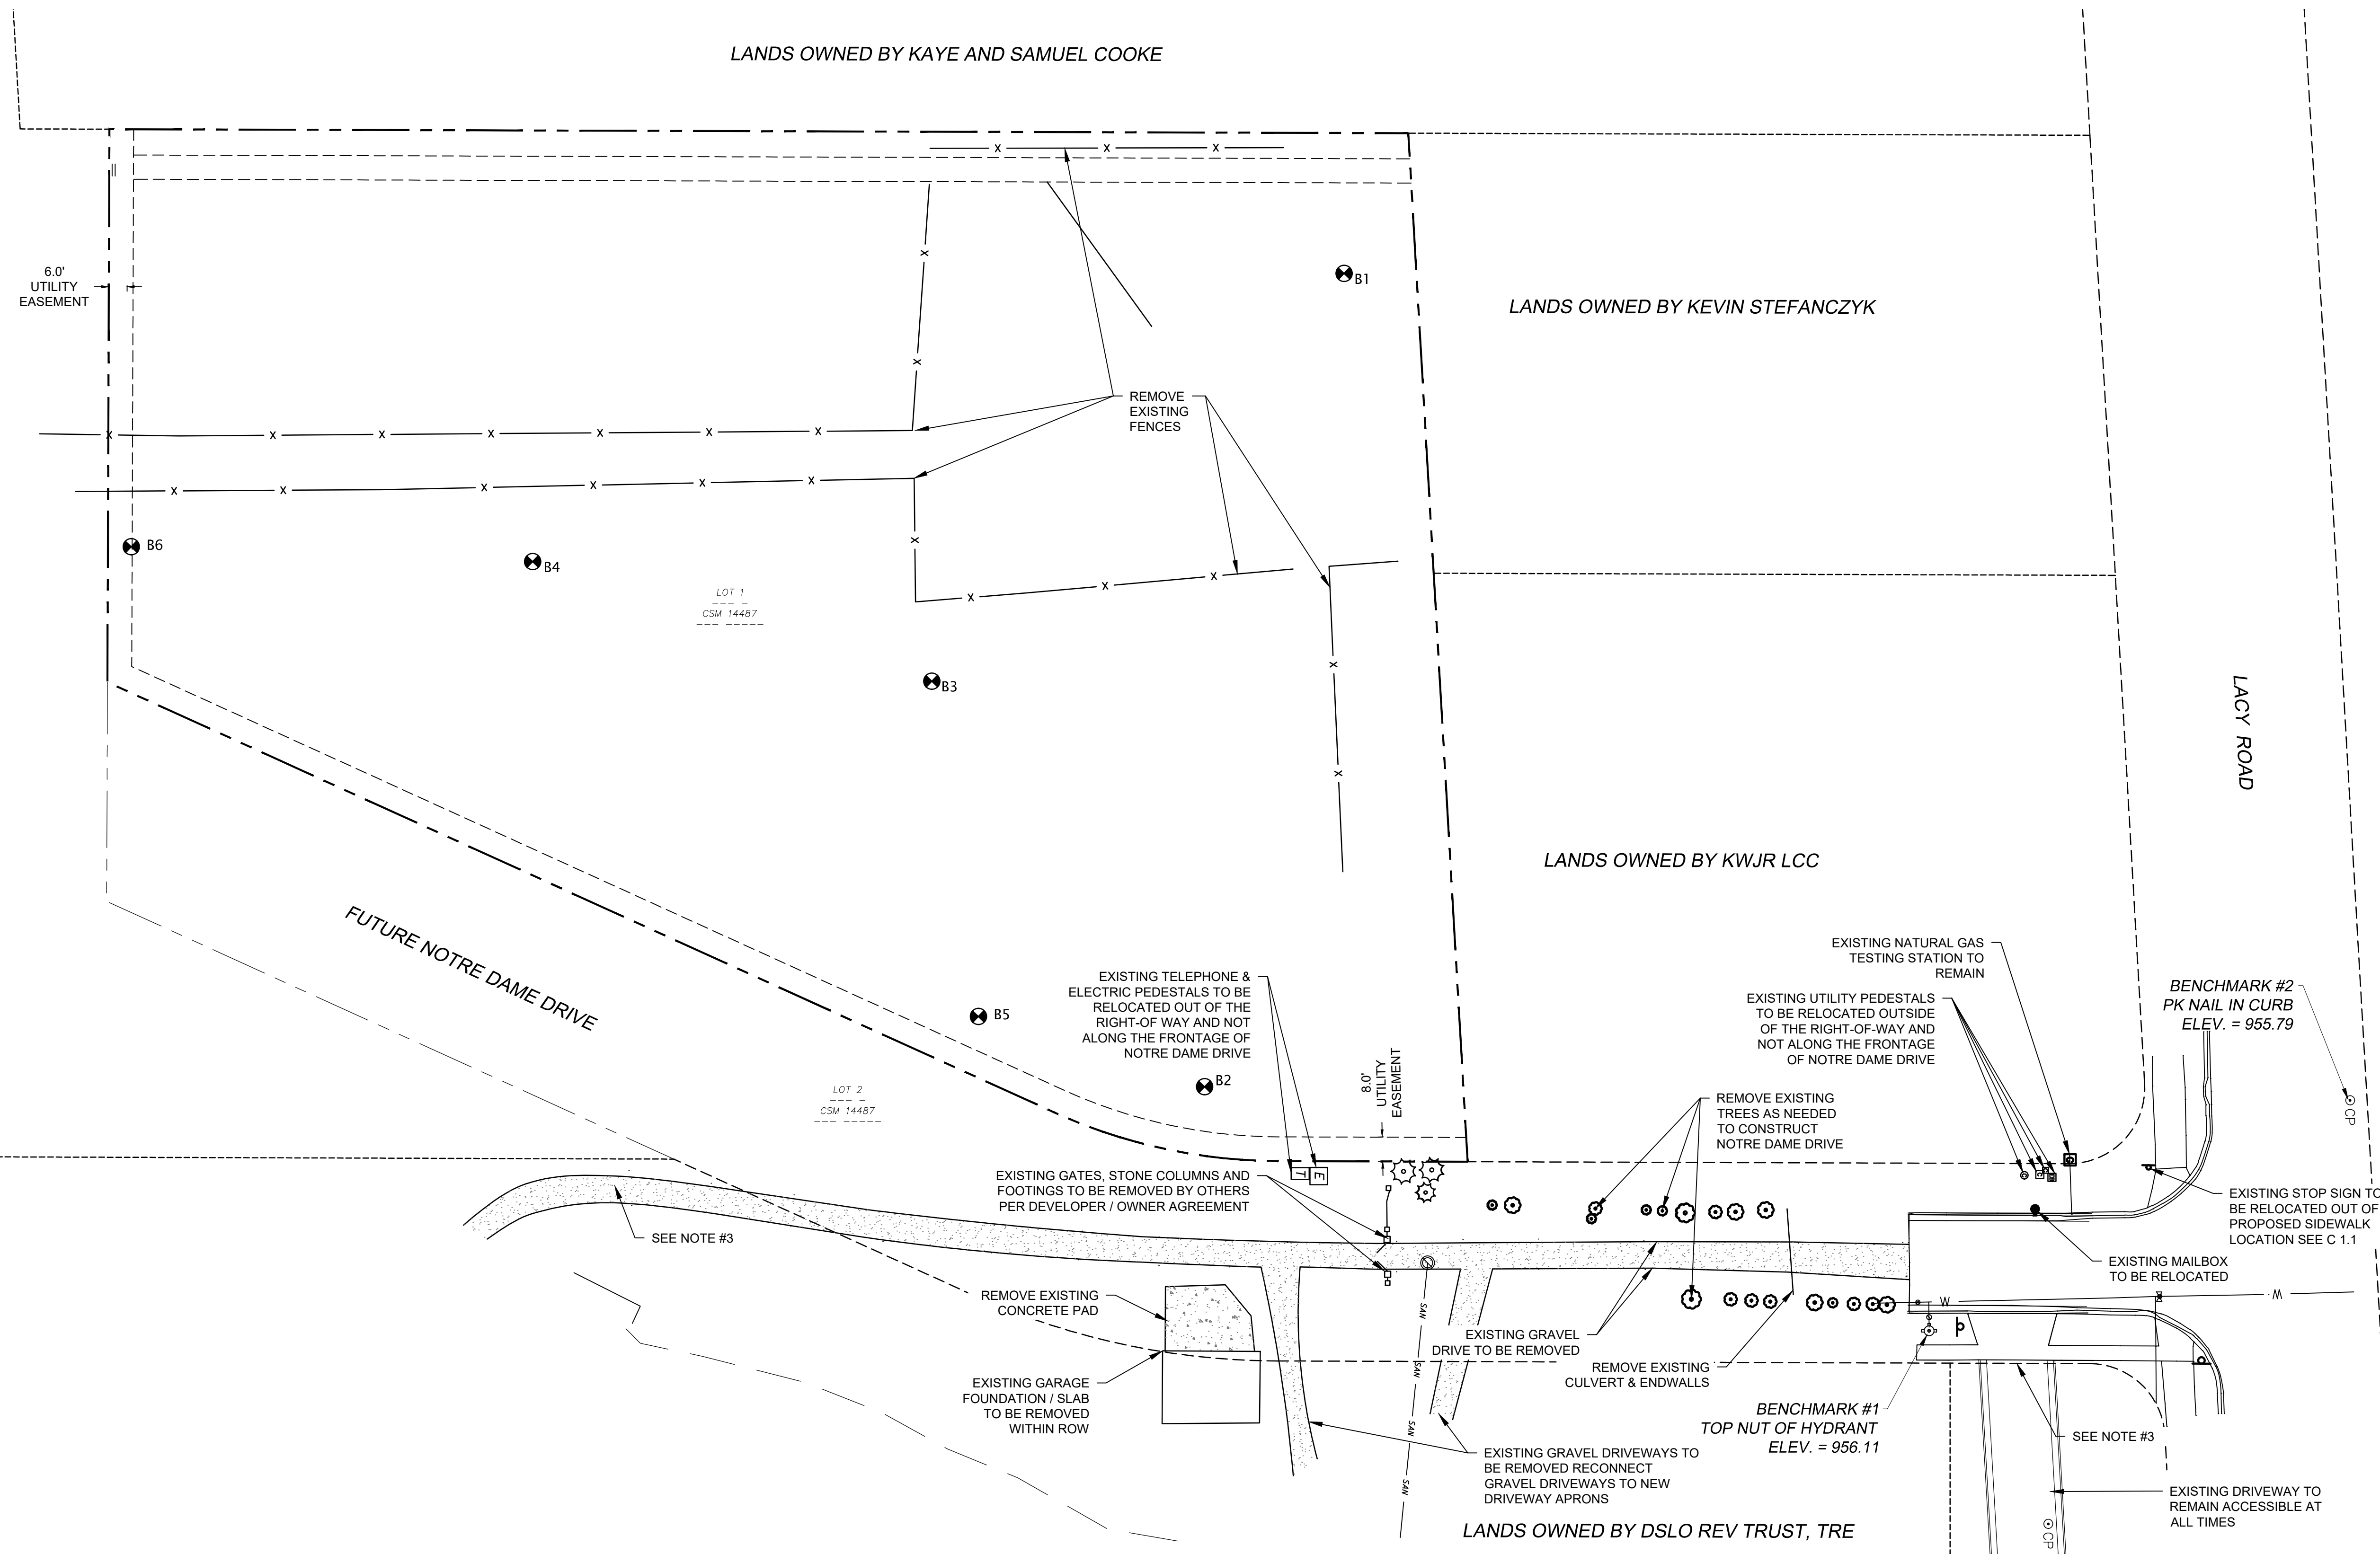 LANDS OWNED BY KAYE AND SAMUEL COOKE
6.0'
UTILITY
EASEMENT
B1
LANDS OWNED BY KEVIN STEFANCZYK
REMOVE
EXISTING
FENCES
B6
B4
LOT 1
CSM 14487
B3
LACY ROAD
LANDS OWNED BY KWJR LCC
FUTURE NOTRE DAME DRIVE
B5
B2
LOT 2
CSM 14487
EXISTING TELEPHONE &
ELECTRIC PEDESTALS TO BE
RELOCATED OUT OF THE
RIGHT-OF WAY AND NOT
ALONG THE FRONTAGE OF
NOTRE DAME DRIVE
8.0'
UTILITY
EASEMENT
EXISTING NATURAL GAS
TESTING STATION TO
REMAIN
EXISTING UTILITY PEDESTALS
TO BE RELOCATED OUTSIDE
OF THE RIGHT-OF-WAY AND
NOT ALONG THE FRONTAGE
OF NOTRE DAME DRIVE
BENCHMARK #2
PK NAIL IN CURB
ELEV. = 955.79
CP
REMOVE EXISTING
TREES AS NEEDED
TO CONSTRUCT
NOTRE DAME DRIVE
T
E
EXISTING GATES, STONE COLUMNS AND
FOOTINGS TO BE REMOVED BY OTHERS
PER DEVELOPER / OWNER AGREEMENT
EXISTING STOP SIGN TO
BE RELOCATED OUT OF
PROPOSED SIDEWALK
LOCATION SEE C 1.1
SEE NOTE #3
EXISTING MAILBOX
TO BE RELOCATED
W
W
REMOVE EXISTING
CONCRETE PAD
SAN
SAN
SAN
SAN
EXISTING GRAVEL
DRIVE TO BE REMOVED
REMOVE EXISTING
CULVERT & ENDWALLS
EXISTING GARAGE
FOUNDATION / SLAB
TO BE REMOVED
WITHIN ROW
BENCHMARK #1
TOP NUT OF HYDRANT
ELEV. = 956.11
SEE NOTE #3
EXISTING GRAVEL DRIVEWAYS TO
BE REMOVED RECONNECT
GRAVEL DRIVEWAYS TO NEW
DRIVEWAY APRONS
EXISTING DRIVEWAY TO
REMAIN ACCESSIBLE AT
ALL TIMES
CP
LANDS OWNED BY DSLO REV TRUST, TRE